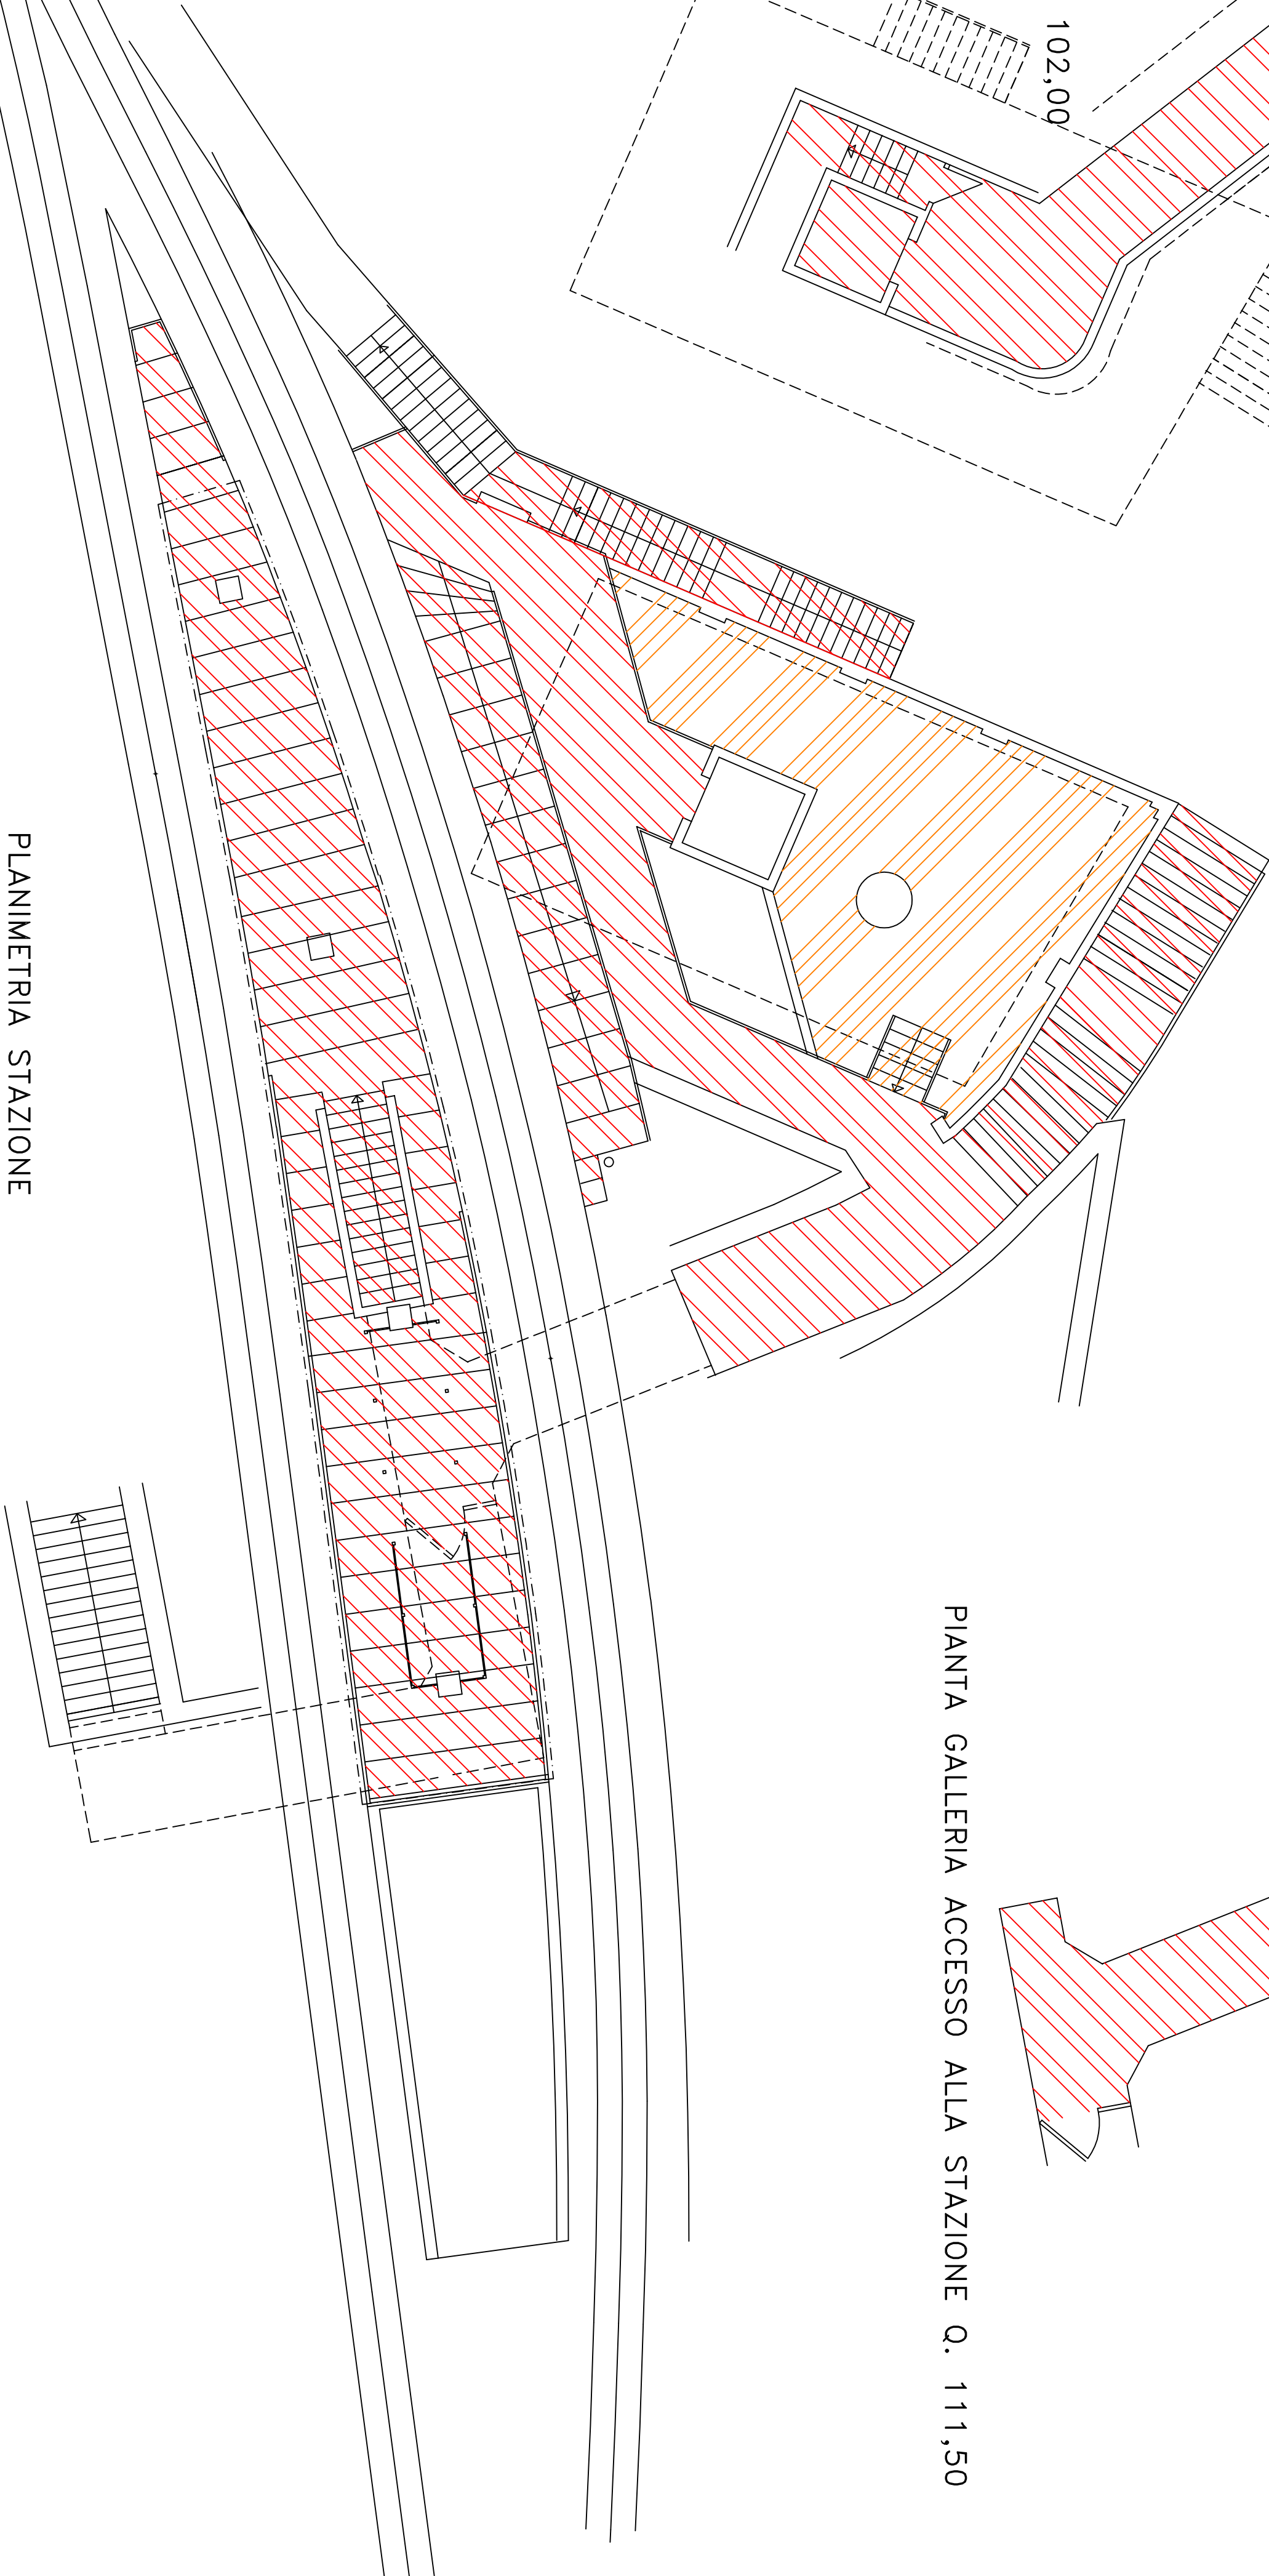 102,00
PIANTA GALLERIA ACCESSO ALLA STAZIONE Q. 111,50
PLANIMETRIA STAZIONE